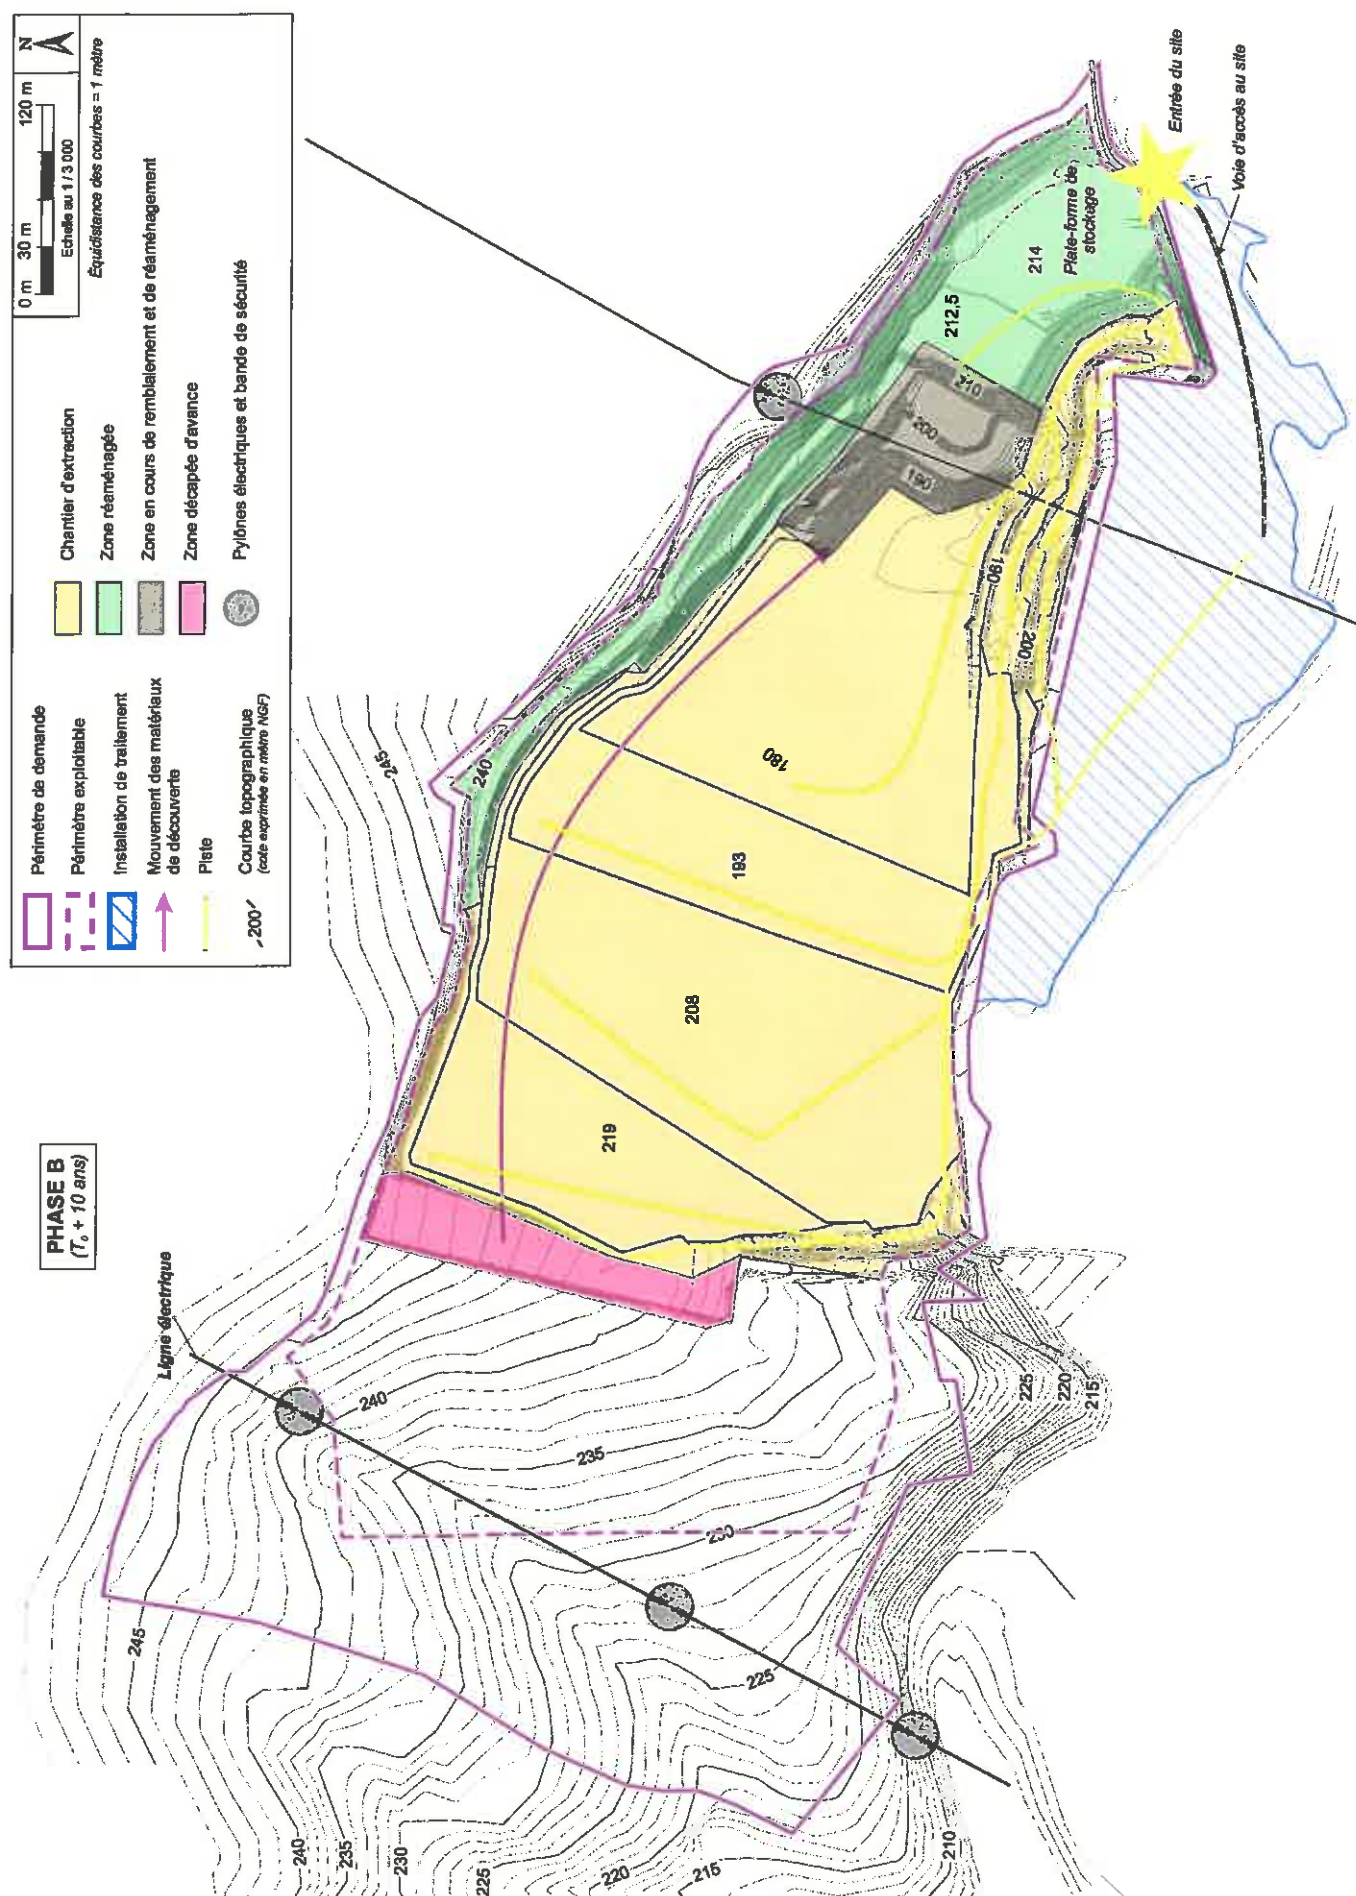 PHASE B
(T₀ + 10 ans)
Ligne électrique
Périmètre de demande
Périmètre exploitable
Installation de traitement
Mouvement des matériaux
de découverte
Piste
200
Courbe topographique
(cote exprimée en mètre NGF)
Chantier d'extraction
Zone réaménagée
Zone en cours de remblaiement et de réaménagement
Zone décapée d'avance
Pylônes électriques et bande de sécurité
0 m 30 m 120 m
Echelle au 1 / 3 000
N
Équidistance des courbes = 1 mètre
245
240
235
230
225
220
215
210
245
240
235
230
225
225
220
215
245
240
219
208
193
180
190
200
190
200
210
212,5
214
Plate-forme de
stockage
Entrée du site
Voie d'accès au site